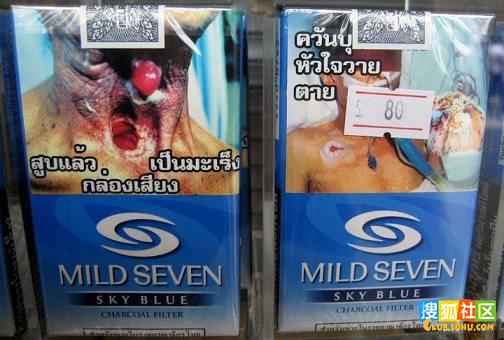 สูบแล้ว เป็นมะเร็ง
กล่องเสียง
MILD SEVEN
SKY BLUE
CHARCOAL FILTER
ควันบุ
หัวใจวาย
ตาย
80
MILD SEVEN
SKY BLUE
CHARCOAL FILTER
搜狐社区
CLUB.SOHU.COM